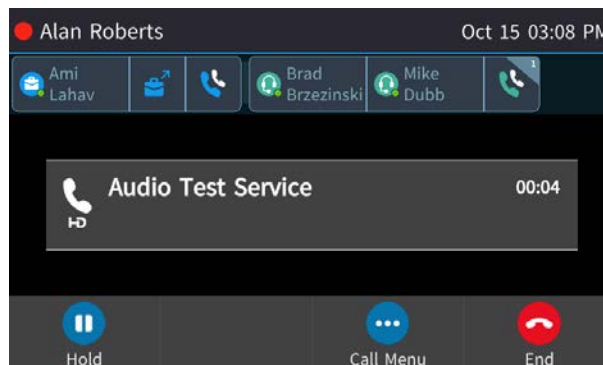 Alan Roberts
Oct 15 03:08 PM
Ami
Lahav
Brad
Brzezinski
Mike
Dubb
1
Audio Test Service
00:04
HD
Hold
Call Menu
End